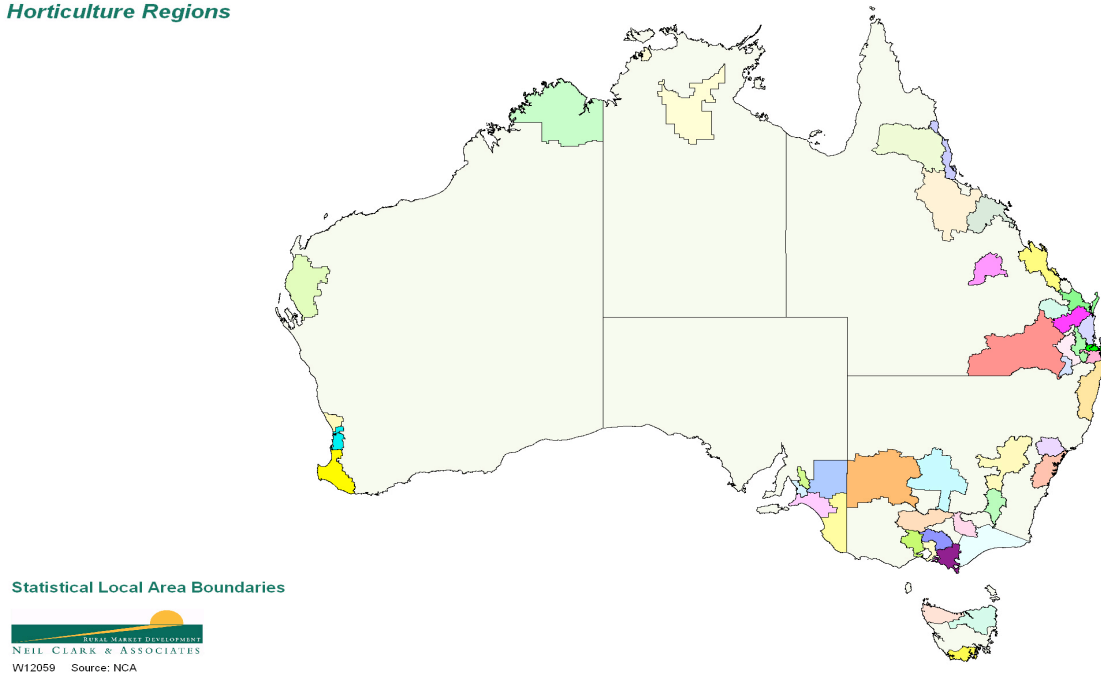 Horticulture Regions
Statistical Local Area Boundaries
RURAL MARKET DEVELOPMENT
NEIL CLARK & ASSOCIATES
W12059 Source: NCA